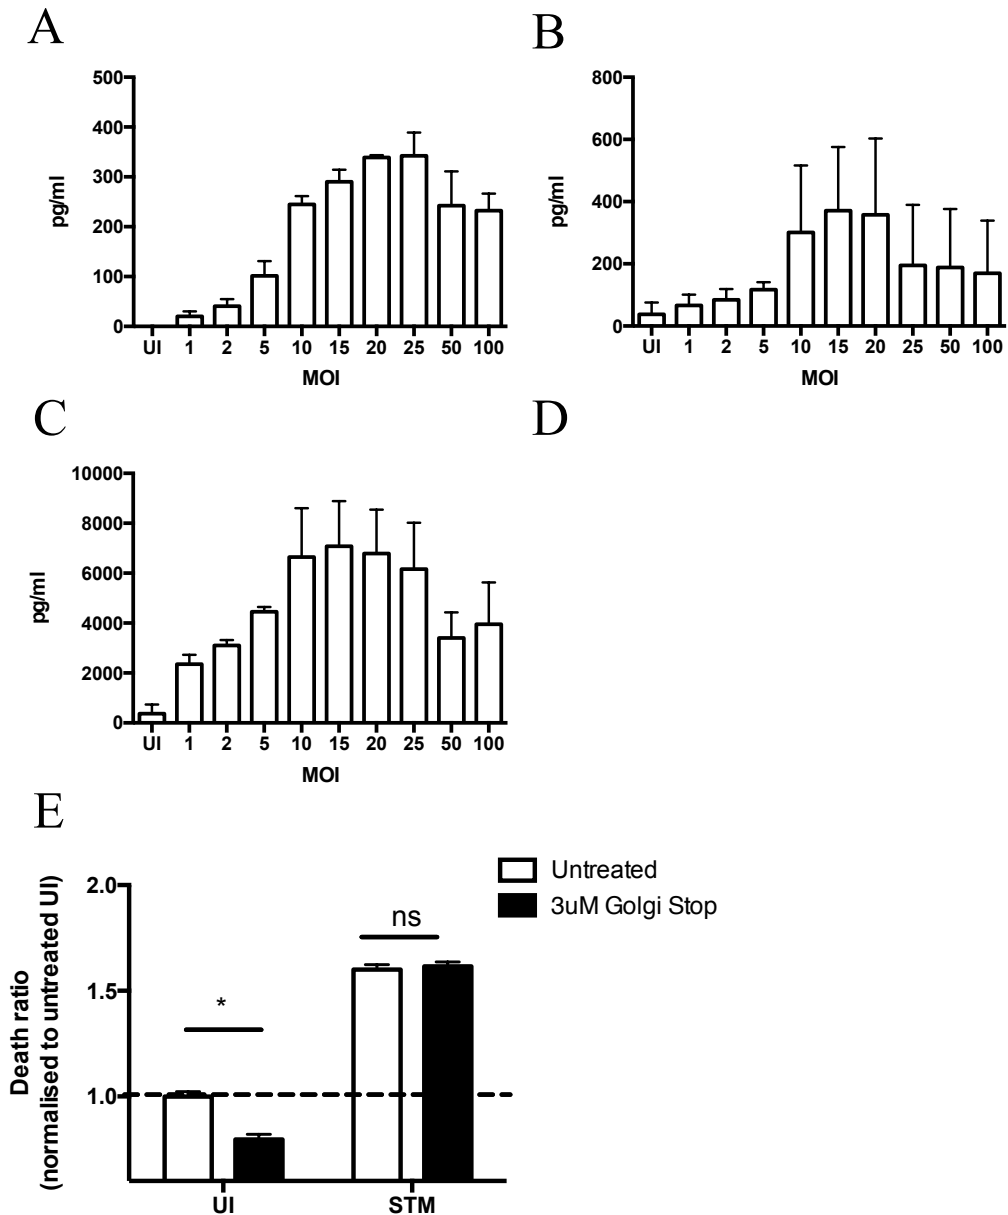 A
500
400
300
200
100
0
pg/ml
UI 1 2 5 10 15 20 25 50 100
MOI
B
800
600
400
200
0
pg/ml
UI 1 2 5 10 15 20 25 50 100
MOI
C
10000
8000
6000
4000
2000
0
pg/ml
UI 1 2 5 10 15 20 25 50 100
MOI
D
E
Untreated
3uM Golgi Stop
2.0
1.5
1.0
Death ratio
(normalised to untreated UI)
*
ns
UI STM